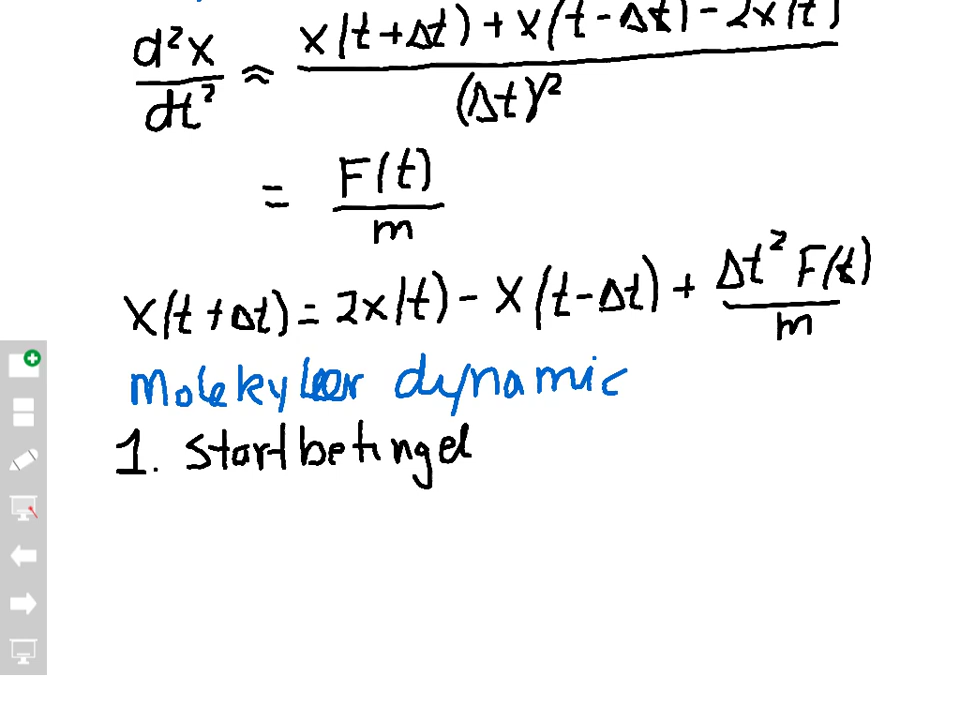 d²x/dt² ≈ (x(t+Δt) + x(t-Δt) - 2x(t))/(Δt)²
= F(t)/m
x(t+Δt) = 2x(t) - x(t-Δt) + Δt² F(t)/m
molekylær dynamic
1. Startbetingel